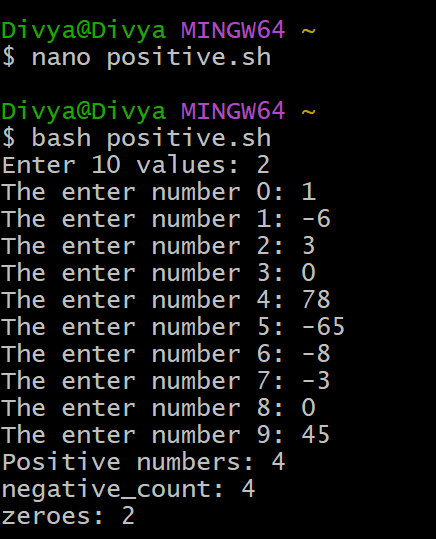 Divya@Divya MINGW64 ~
$ nano positive.sh
Divya@Divya MINGW64 ~
$ bash positive.sh
Enter 10 values: 2
The enter number 0: 1
The enter number 1: -6
The enter number 2: 3
The enter number 3: 0
The enter number 4: 78
The enter number 5: -65
The enter number 6: -8
The enter number 7: -3
The enter number 8: 0
The enter number 9: 45
Positive numbers: 4
negative_count: 4
zeroes: 2